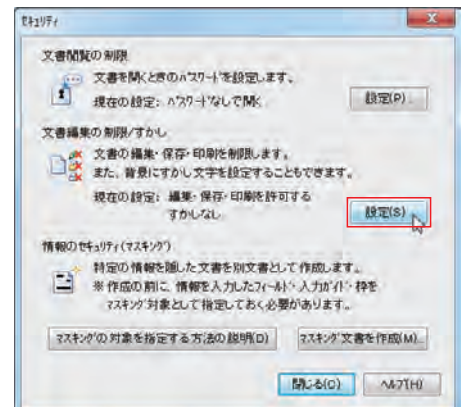 ｾｷｭﾘﾃｨ
文書閲覧の制限
文書を開くときのﾊﾟｽﾜｰﾄﾞを設定します。
現在の設定: ﾊﾟｽﾜｰﾄﾞなしで開く
設定(P)...
文書編集の制限/すかし
文書の編集･保存･印刷を制限します。
また、背景にすかし文字を設定することもできます。
現在の設定: 編集･保存･印刷を許可する
すかしなし
設定(S)...
情報のｾｷｭﾘﾃｨ(ﾏｽｷﾝｸﾞ)
特定の情報を隠した文書を別文書として作成します。
※作成の前に、情報を入力したﾌｨｰﾙﾄﾞ･入力ｶﾞｲﾄﾞ･枠を
ﾏｽｷﾝｸﾞ対象として指定しておく必要があります。
ﾏｽｷﾝｸﾞの対象を指定する方法の説明(D)
ﾏｽｷﾝｸﾞ文書を作成(M)...
閉じる(C)
ﾍﾙﾌﾟ(H)